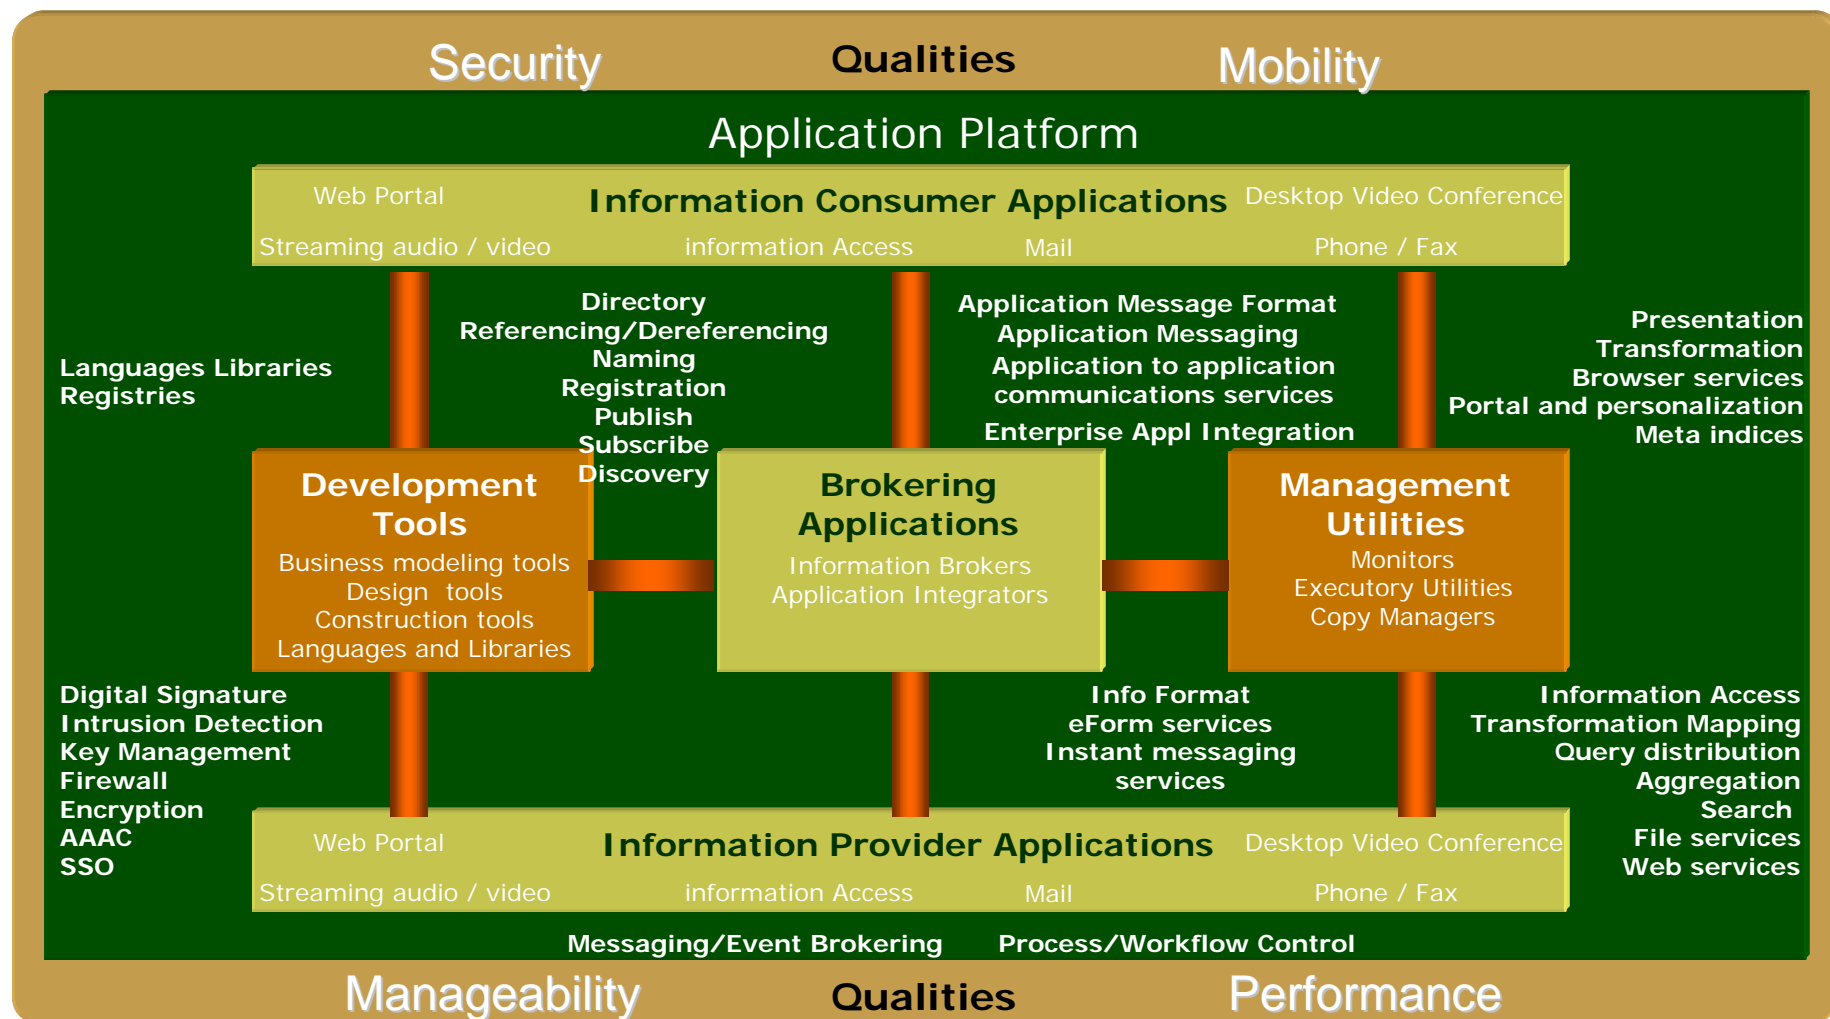 Security
Qualities
Mobility
Application Platform
Web Portal
Information Consumer Applications
Desktop Video Conference
Streaming audio / video
information Access
Mail
Phone / Fax
Languages Libraries
Registries
Directory
Referencing/Dereferencing
Naming
Registration
Publish
Subscribe
Discovery
Application Message Format
Application Messaging
Application to application
communications services
Enterprise Appl Integration
Presentation
Transformation
Browser services
Portal and personalization
Meta indices
Development
Tools
Business modeling tools
Design tools
Construction tools
Languages and Libraries
Brokering
Applications
Information Brokers
Application Integrators
Management
Utilities
Monitors
Executory Utilities
Copy Managers
Digital Signature
Intrusion Detection
Key Management
Firewall
Encryption
AAAC
SSO
Info Format
eForm services
Instant messaging
services
Information Access
Transformation Mapping
Query distribution
Aggregation
Search
File services
Web services
Web Portal
Information Provider Applications
Desktop Video Conference
Streaming audio / video
information Access
Mail
Phone / Fax
Messaging/Event Brokering
Process/Workflow Control
Manageability
Qualities
Performance